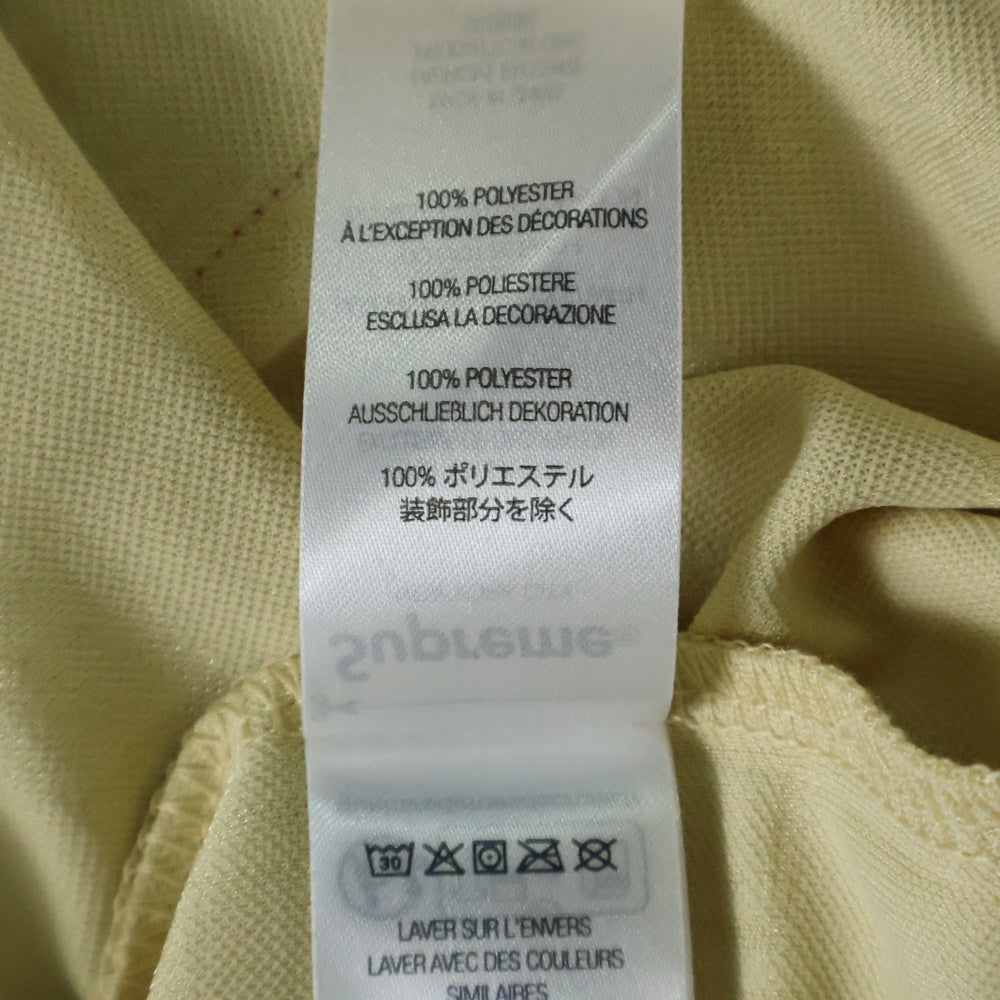 100% POLYESTER
À L'EXCEPTION DES DÉCORATIONS
100% POLIESTERE
ESCLUSA LA DECORAZIONE
100% POLYESTER
AUSSCHLIEßLICH DEKORATION
100% ポリエステル
装飾部分を除く
Supreme
30
LAVER SUR L'ENVERS
LAVER AVEC DES COULEURS
SIMILAIRES